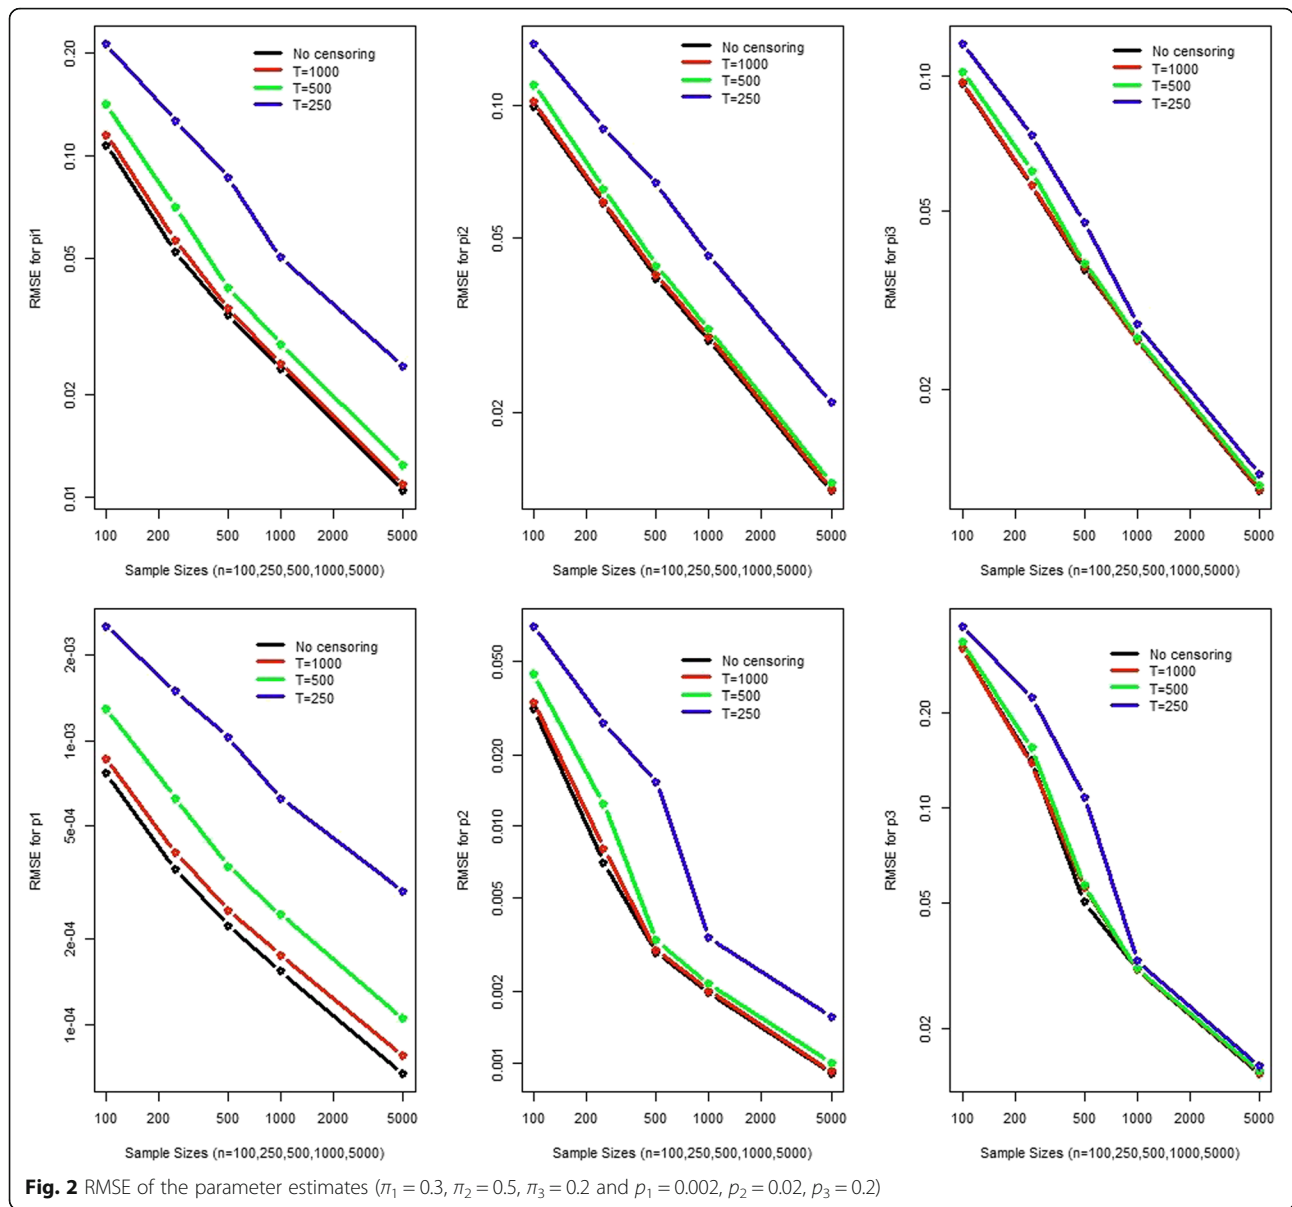 RMSE for pi1
0.20
0.10
0.05
0.02
0.01
No censoring
T=1000
T=500
T=250
100 200 500 1000 5000
Sample Sizes (n=100,250,500,1000,5000)
RMSE for pi2
0.10
0.05
0.02
No censoring
T=1000
T=500
T=250
100 200 500 1000 5000
Sample Sizes (n=100,250,500,1000,5000)
RMSE for pi3
0.10
0.05
0.02
No censoring
T=1000
T=500
T=250
100 200 500 1000 5000
Sample Sizes (n=100,250,500,1000,5000)
RMSE for p1
2e-03
1e-03
5e-04
2e-04
1e-04
No censoring
T=1000
T=500
T=250
100 200 500 1000 5000
Sample Sizes (n=100,250,500,1000,5000)
RMSE for p2
0.050
0.020
0.010
0.005
0.002
0.001
No censoring
T=1000
T=500
T=250
100 200 500 1000 5000
Sample Sizes (n=100,250,500,1000,5000)
RMSE for p3
0.20
0.10
0.05
0.02
No censoring
T=1000
T=500
T=250
100 200 500 1000 5000
Sample Sizes (n=100,250,500,1000,5000)
Fig. 2 RMSE of the parameter estimates (π₁ = 0.3, π₂ = 0.5, π₃ = 0.2 and p₁ = 0.002, p₂ = 0.02, p₃ = 0.2)